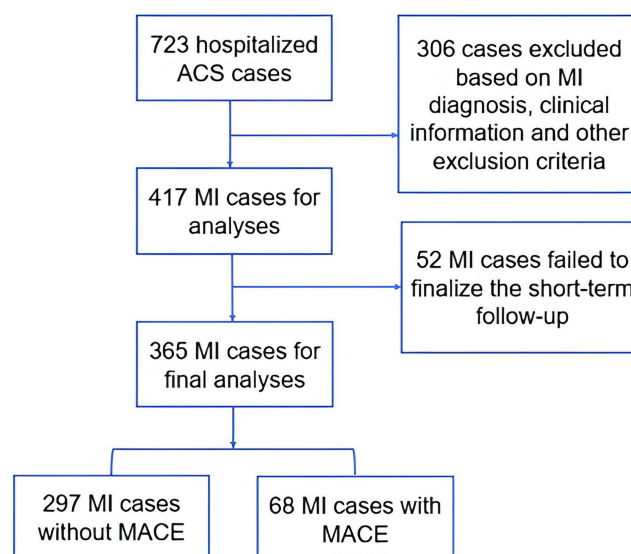 723 hospitalized
ACS cases
306 cases excluded
based on MI
diagnosis, clinical
information and other
exclusion criteria
417 MI cases for
analyses
52 MI cases failed to
finalize the short-term
follow-up
365 MI cases for
final analyses
297 MI cases
without MACE
68 MI cases with
MACE